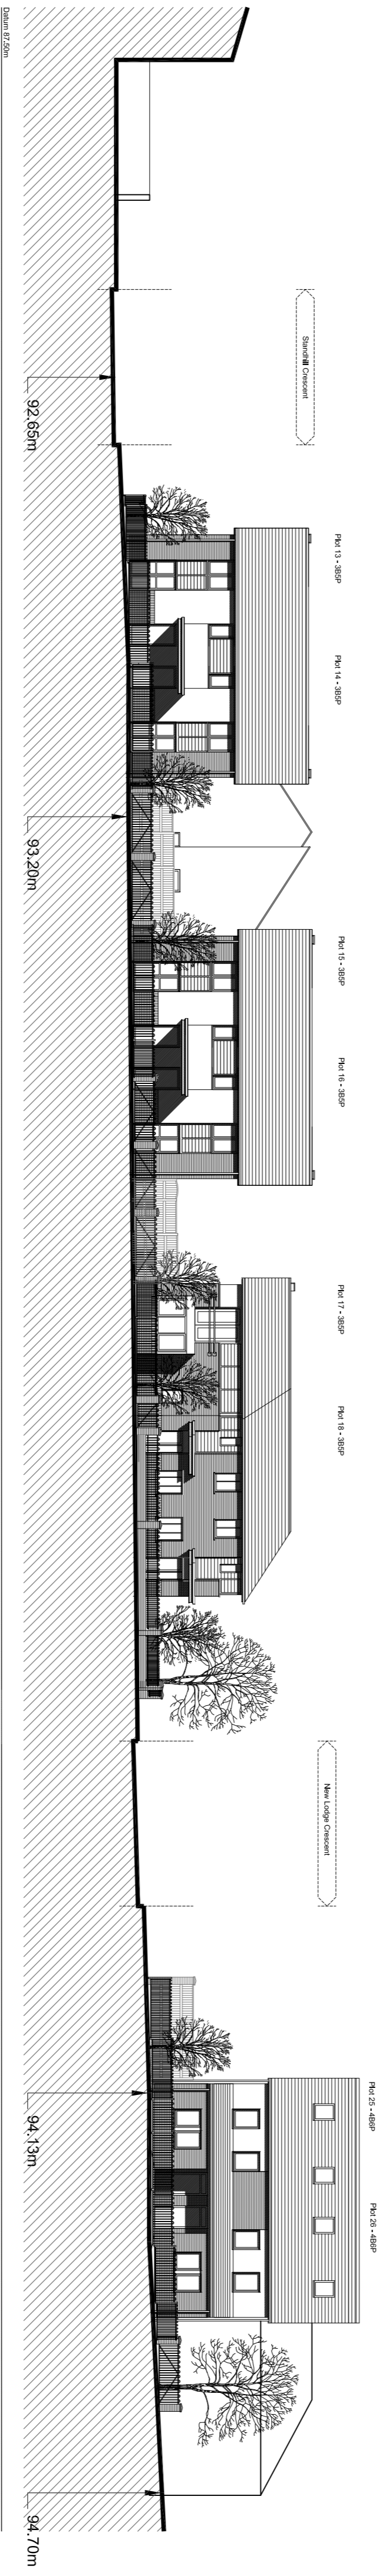 Plot 13 - 3B5P
Plot 14 - 3B5P
Plot 15 - 3B5P
Plot 16 - 3B5P
Plot 17 - 3B5P
Plot 18 - 3B5P
Plot 25 - 4B6P
Plot 26 - 4B6P
Standhill Crescent
New Lodge Crescent
92.65m
93.20m
94.13m
94.70m
Datum 87.50m